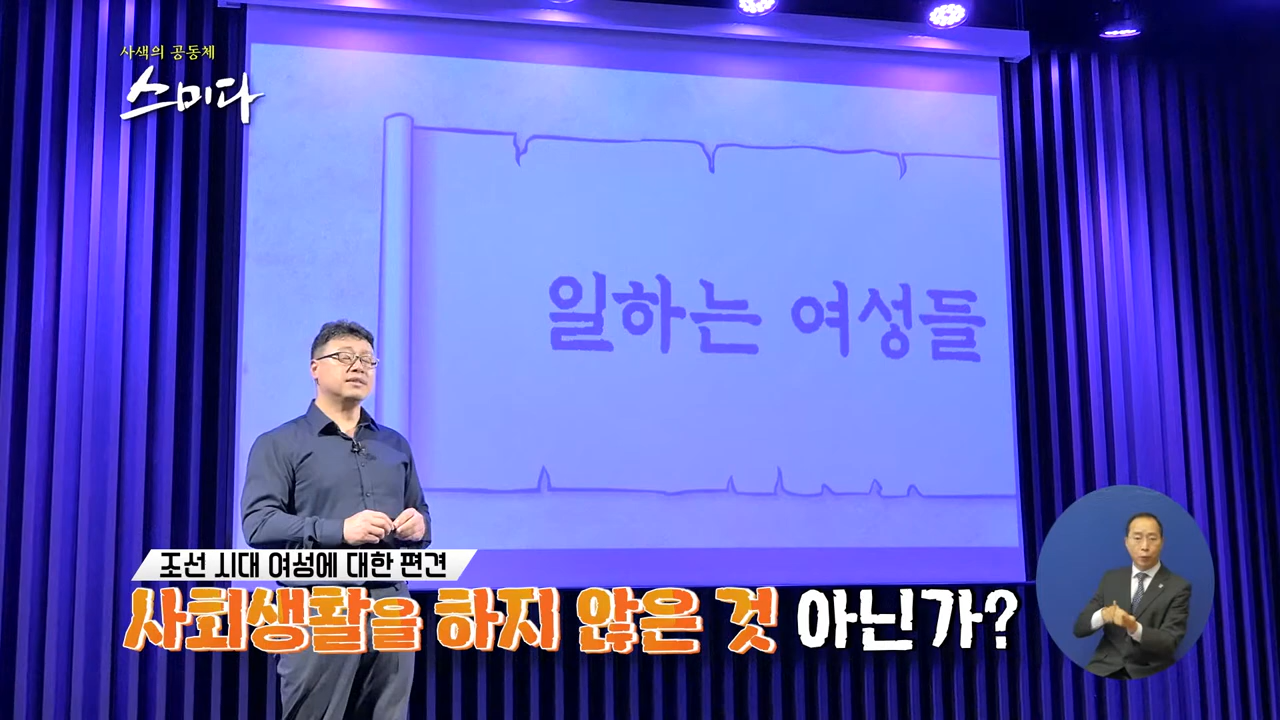 사색의 공동체
스미다
일하는 여성들
조선 시대 여성에 대한 편견
사회생활을 하지 않은 것 아닌가?